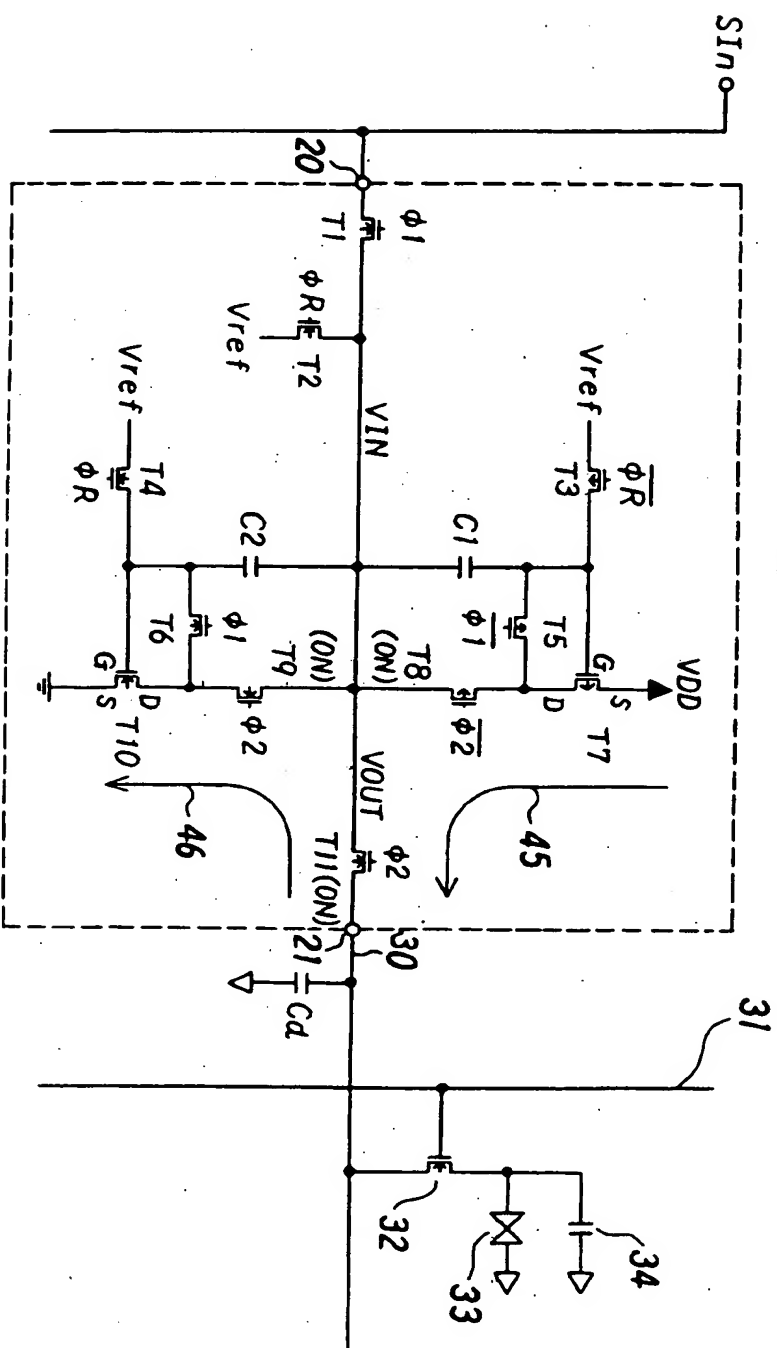 SIn
20
φ1
T1
φR
T2
Vref
VIN
Vref
φR̅
T3
Vref
T4
φR
C1
C2
T5
φ1̅
T6
φ1
VDD
S
G
D
T7
T8
(ON)
φ2̅
T9
(ON)
φ2
G
D
S
T10
VOUT
φ2
T11(ON)
45
46
21
30
Cd
31
32
33
34